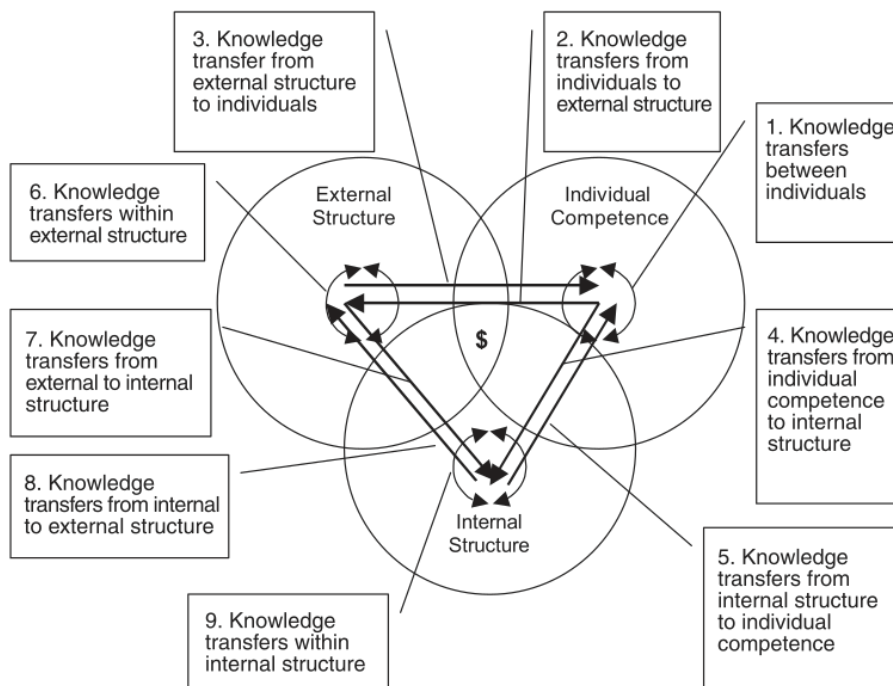 3. Knowledge
transfer from
external structure
to individuals
2. Knowledge
transfers from
individuals to
external structure
1. Knowledge
transfers
between
individuals
6. Knowledge
transfers within
external structure
External
Structure
Individual
Competence
7. Knowledge
transfers from
external to internal
structure
$
4. Knowledge
transfers from
individual
competence
to internal
structure
8. Knowledge
transfers from internal
to external structure
Internal
Structure
5. Knowledge
transfers from
internal structure
to individual
competence
9. Knowledge
transfers within
internal structure